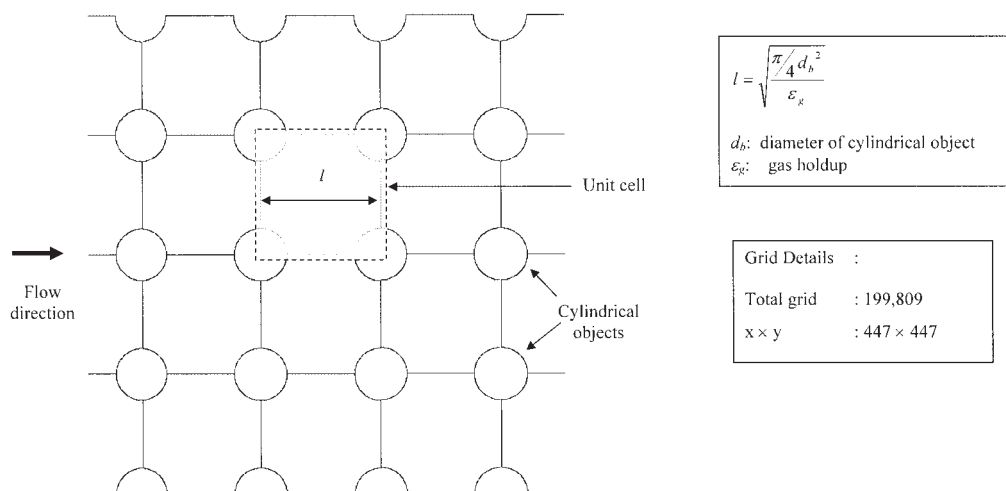 l = √(π/4 d_b² / ε_g)
d_b: diameter of cylindrical object
ε_g: gas holdup
l
Unit cell
Flow
direction
Cylindrical
objects
Grid Details :
Total grid : 199,809
x × y : 447 × 447